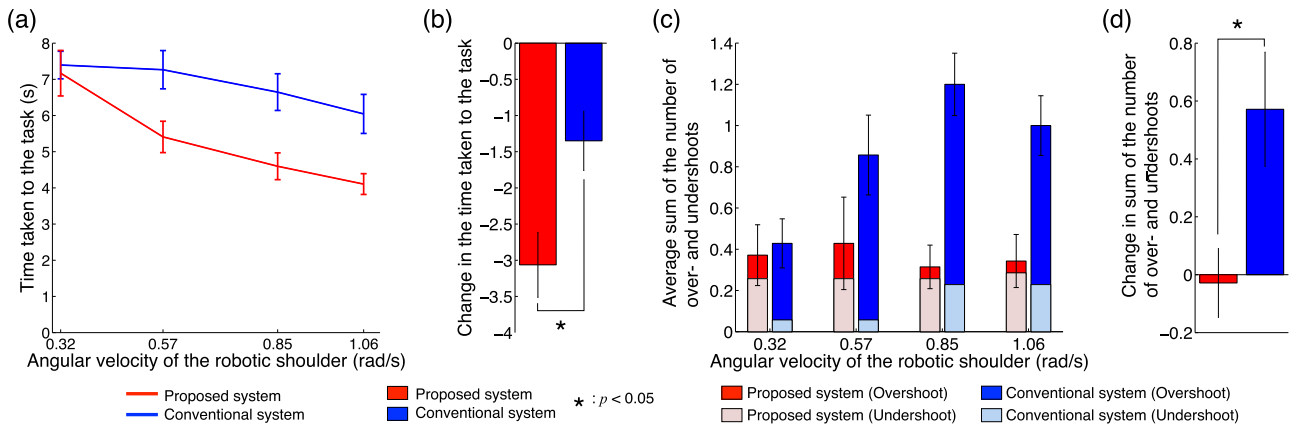 (a)
Time taken to the task (s)
8
7
6
5
4
3
2
1
0
0.32
0.57
0.85
1.06
Angular velocity of the robotic shoulder (rad/s)
(b)
Change in the time taken to the task
0
−0.5
−1
−1.5
−2
−2.5
−3
−3.5
−4
*
(c)
Average sum of the number of
over- and undershoots
1.4
1.2
1
0.8
0.6
0.4
0.2
0
0.32
0.57
0.85
1.06
Angular velocity of the robotic shoulder (rad/s)
(d)
Change in sum of the number
of over- and undershoots
*
0.8
0.6
0.4
0.2
0
−0.2
Proposed system
Conventional system
Proposed system
Conventional system
* : p < 0.05
Proposed system (Overshoot)
Proposed system (Undershoot)
Conventional system (Overshoot)
Conventional system (Undershoot)